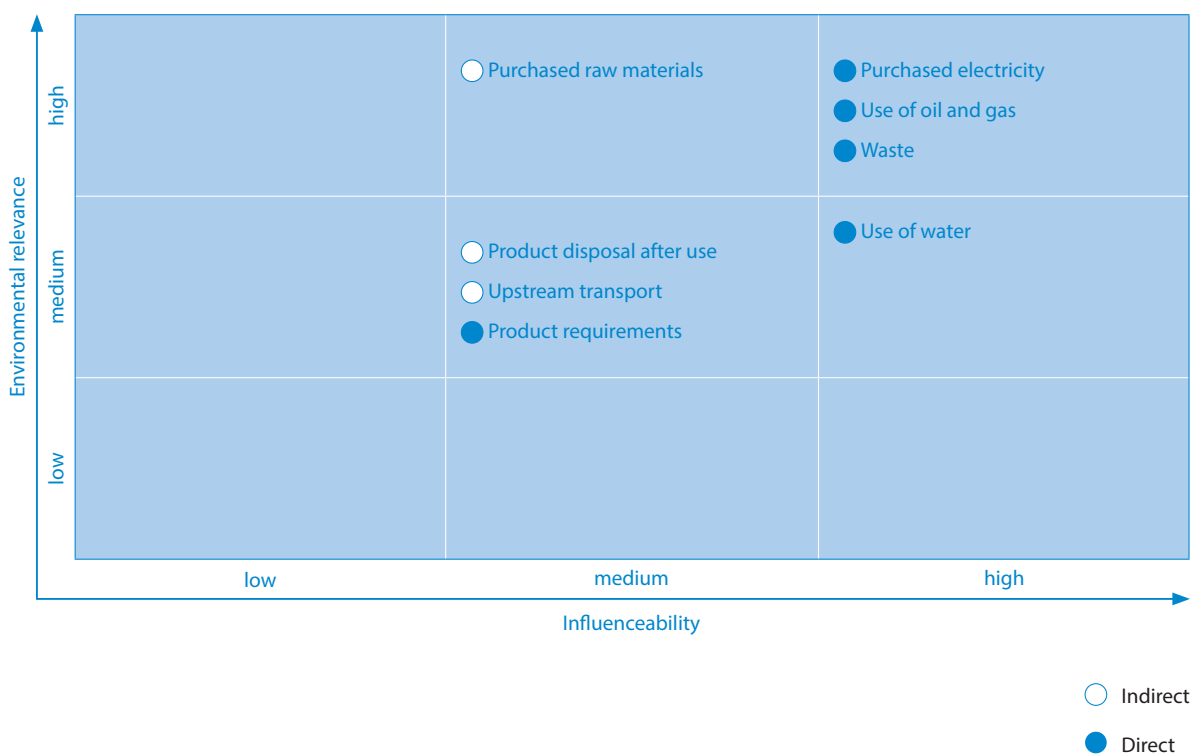 Environmental relevance
high
medium
low
Purchased raw materials
Purchased electricity
Use of oil and gas
Waste
Product disposal after use
Upstream transport
Product requirements
Use of water
low
medium
high
Influenceability
Indirect
Direct